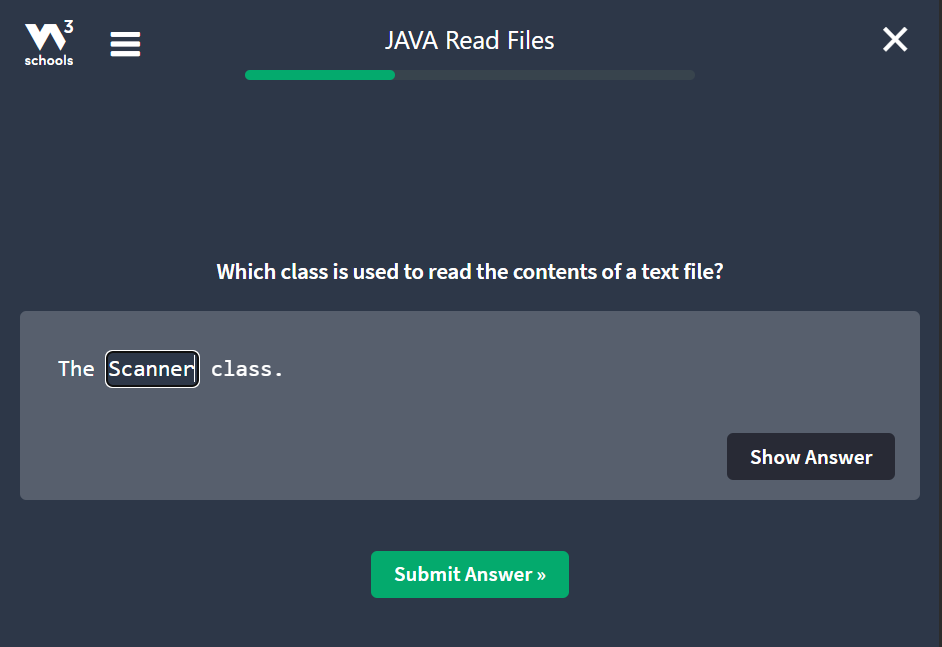 3
schools
JAVA Read Files
Which class is used to read the contents of a text file?
The Scanner class.
Show Answer
Submit Answer »